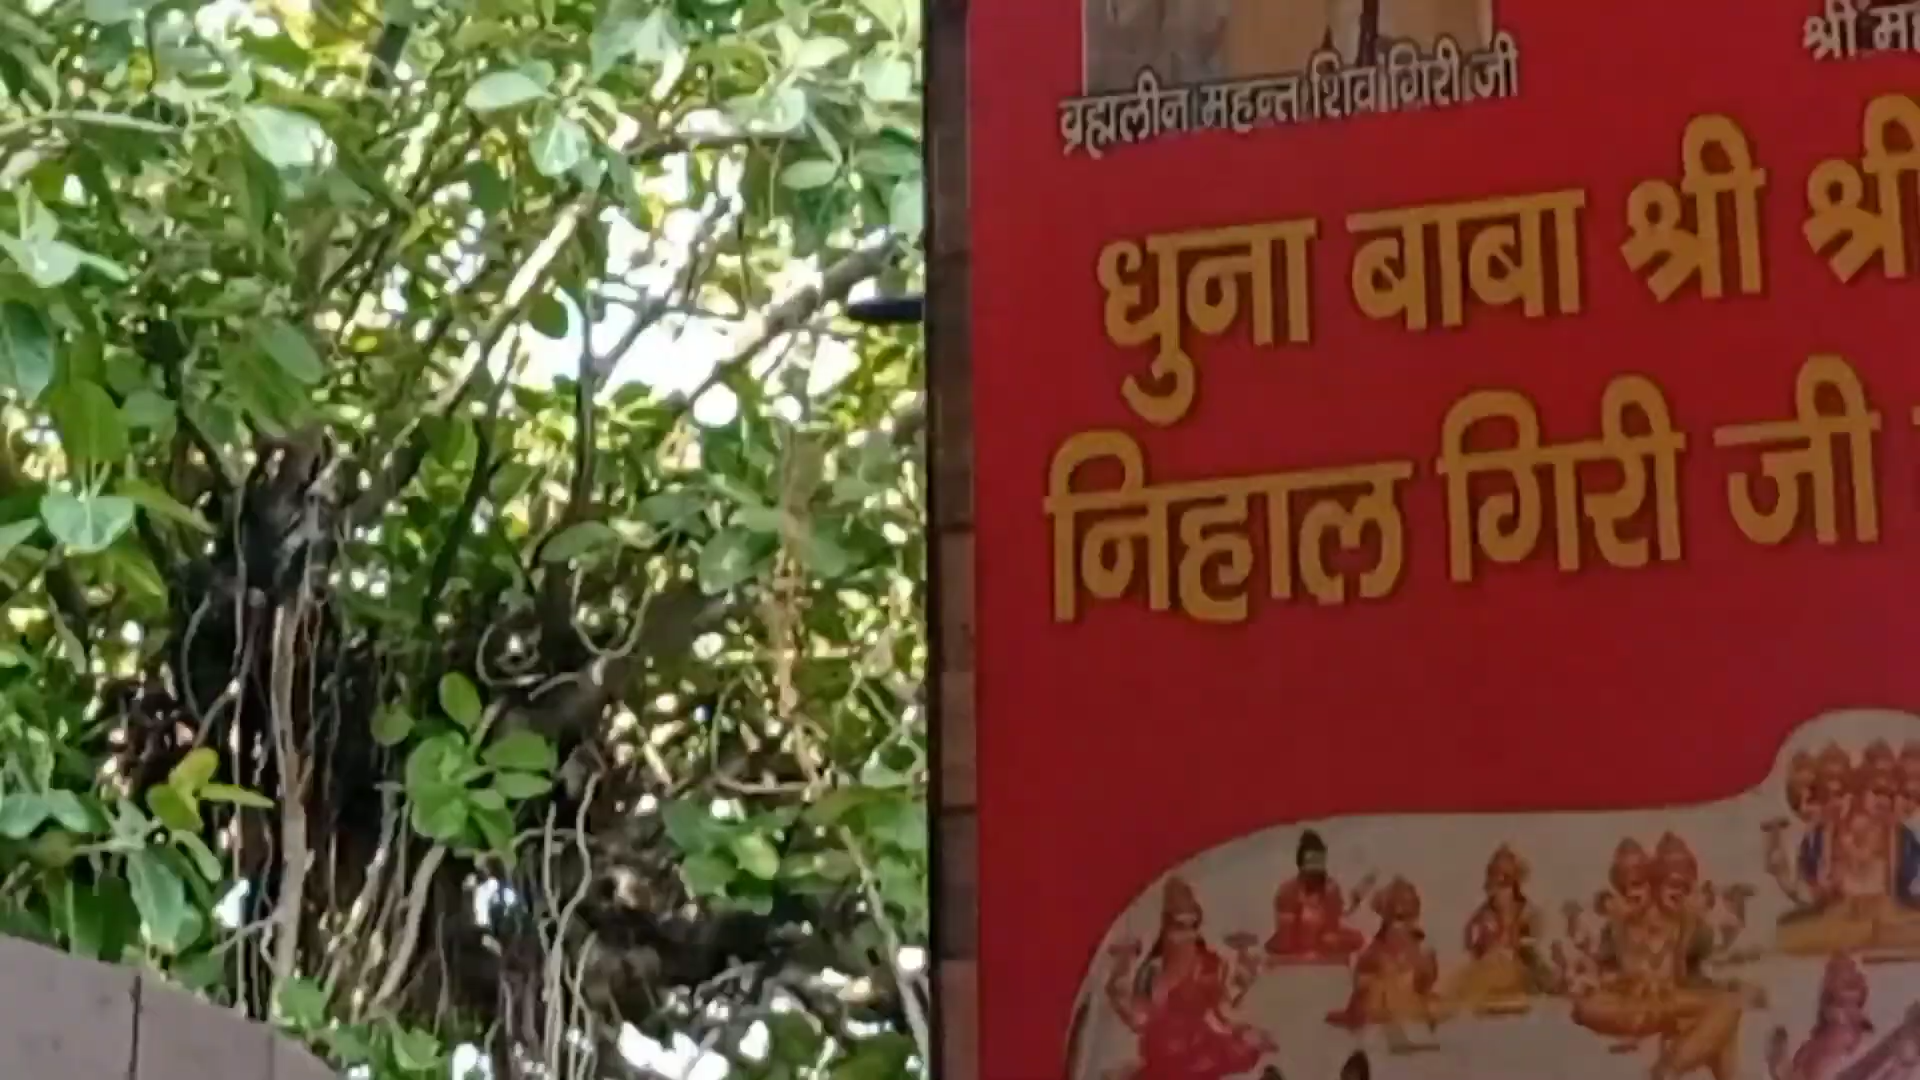 ब्रह्मलीन महन्त शिव गिरी जी
श्री
धुना बाबा श्री श्री
निहाल गिरी जी